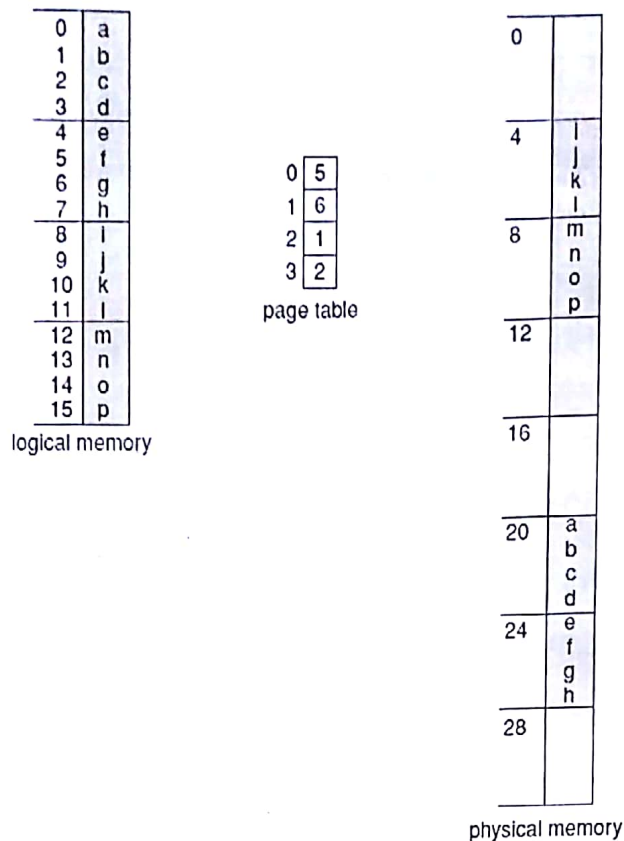 0 a
1 b
2 c
3 d
4 e
5 f
6 g
7 h
8 i
9 j
10 k
11 l
12 m
13 n
14 o
15 p
logical memory
0 5
1 6
2 1
3 2
page table
0
4 i
j
k
l
8 m
n
o
p
12
16
20 a
b
c
d
24 e
f
g
h
28
physical memory